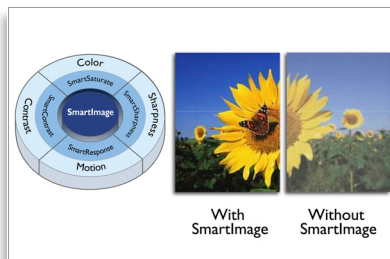 Color
SmartSaturate
Contrast
SmartContrast
SmartImage
SmartSharpness
Sharpness
SmartResponse
Motion
With
SmartImage
Without
SmartImage